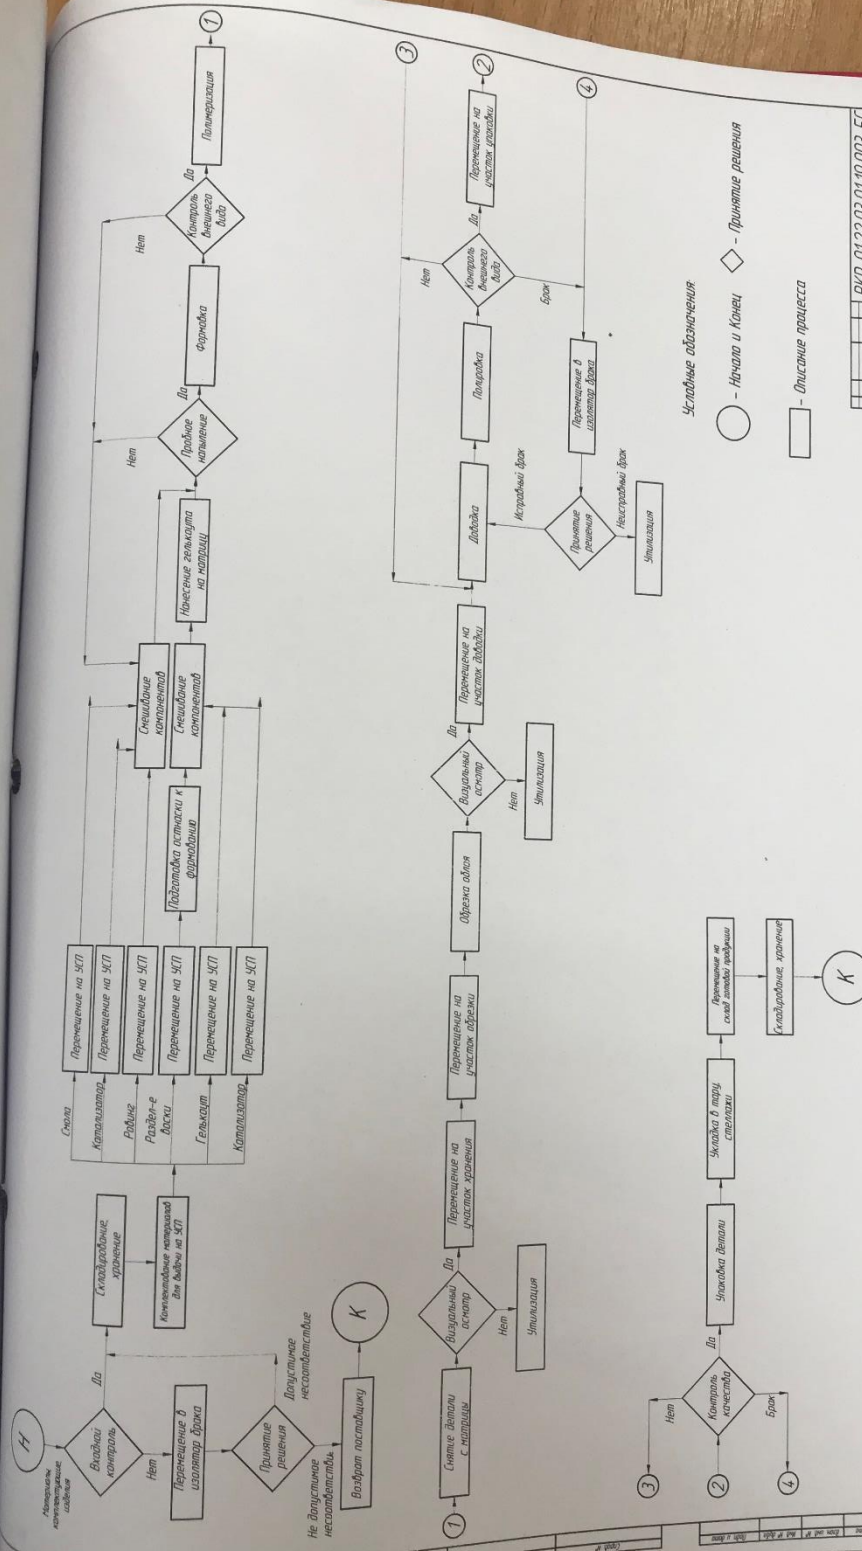 Н
Материалы
комплектующие
изделия
Входной
контроль
Да
Нет
Перемещение в
изолятор брака
Принятие
решения
Допустимое
несоответствие
Не допустимое
несоответствие
Возврат поставщику
К
Складирование,
хранение
Комплектование материалов
для выдачи на УСП
Смола
Перемещение на УСП
Катализатор
Перемещение на УСП
Ровинг
Перемещение на УСП
Раздел-е
воски
Перемещение на УСП
Гелькоут
Перемещение на УСП
Катализатор
Перемещение на УСП
Подготовка оснаски к
формованию
Смешивание
компонентов
Смешивание
компонентов
Нанесение гелькоута
на матрицу
Пробное
напыление
Нет
Да
Формовка
Контроль
внешнего
вида
Нет
Да
Полимеризация
1
1
Снятие детали
с матрицы
Визуальный
осмотр
Да
Нет
Утилизация
Перемещение на
участок хранения
Перемещение на
участок обрезки
Обрезка облоя
Визуальный
осмотр
Да
Нет
Утилизация
Перемещение на
участок доводки
Доводка
Полировка
Контроль
внешнего
вида
Нет
Да
Брак
Перемещение на
участок упаковки
3
2
4
Перемещение в
изолятор брака
Принятие
решения
Исправный брак
Неисправный брак
Утилизация
3
Нет
2
Контроль
качества
Да
Брак
4
Упаковка детали
Укладка в тару,
стеллажи
Перемещение на
склад готовой продукции
Складирование, хранение
К
Условные обозначения:
- Начало и Конец
- Принятие решения
- Описание процесса